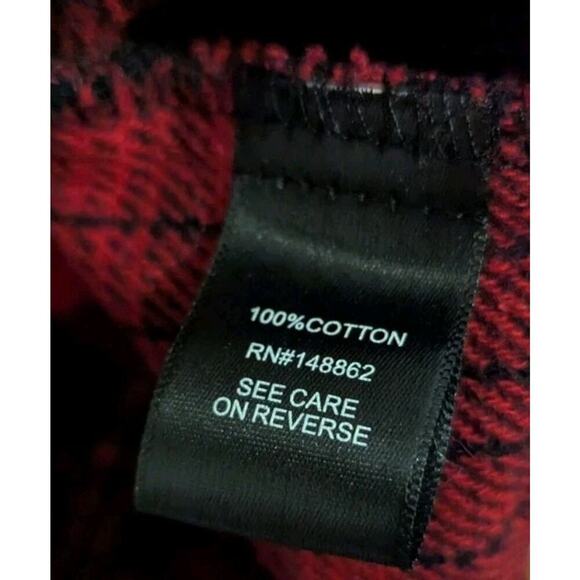 100%COTTON
RN#148862
SEE CARE
ON REVERSE